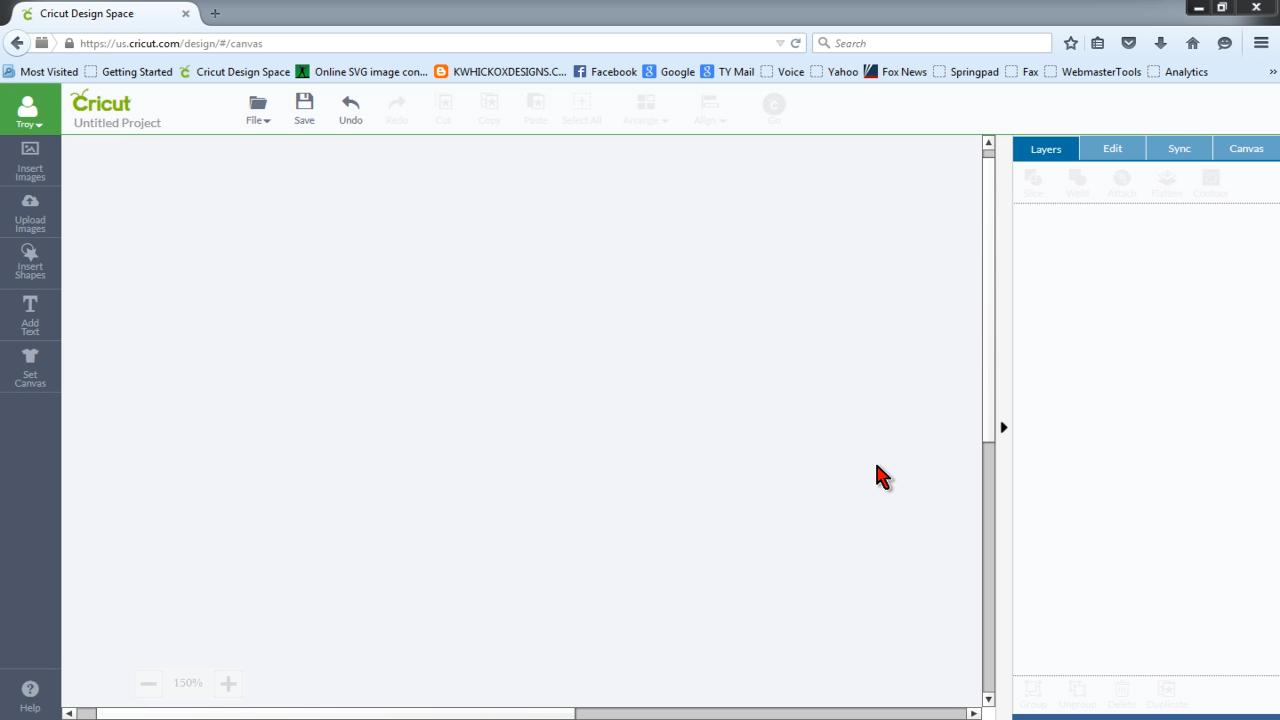 Cricut Design Space
https://us.cricut.com/design/#/canvas
Search
Most Visited Getting Started Cricut Design Space Online SVG image con... KWHICKOXDESIGNS.C... Facebook Google TY Mail Voice Yahoo Fox News Springpad Fax WebmasterTools Analytics
Troy
Cricut
Untitled Project
File Save Undo Redo Cut Copy Paste Select All Arrange Align Go
Insert
Images
Upload
Images
Insert
Shapes
Add
Text
Set
Canvas
Help
150%
Layers Edit Sync Canvas
Slice Weld Attach Flatten Contour
Group Ungroup Delete Duplicate